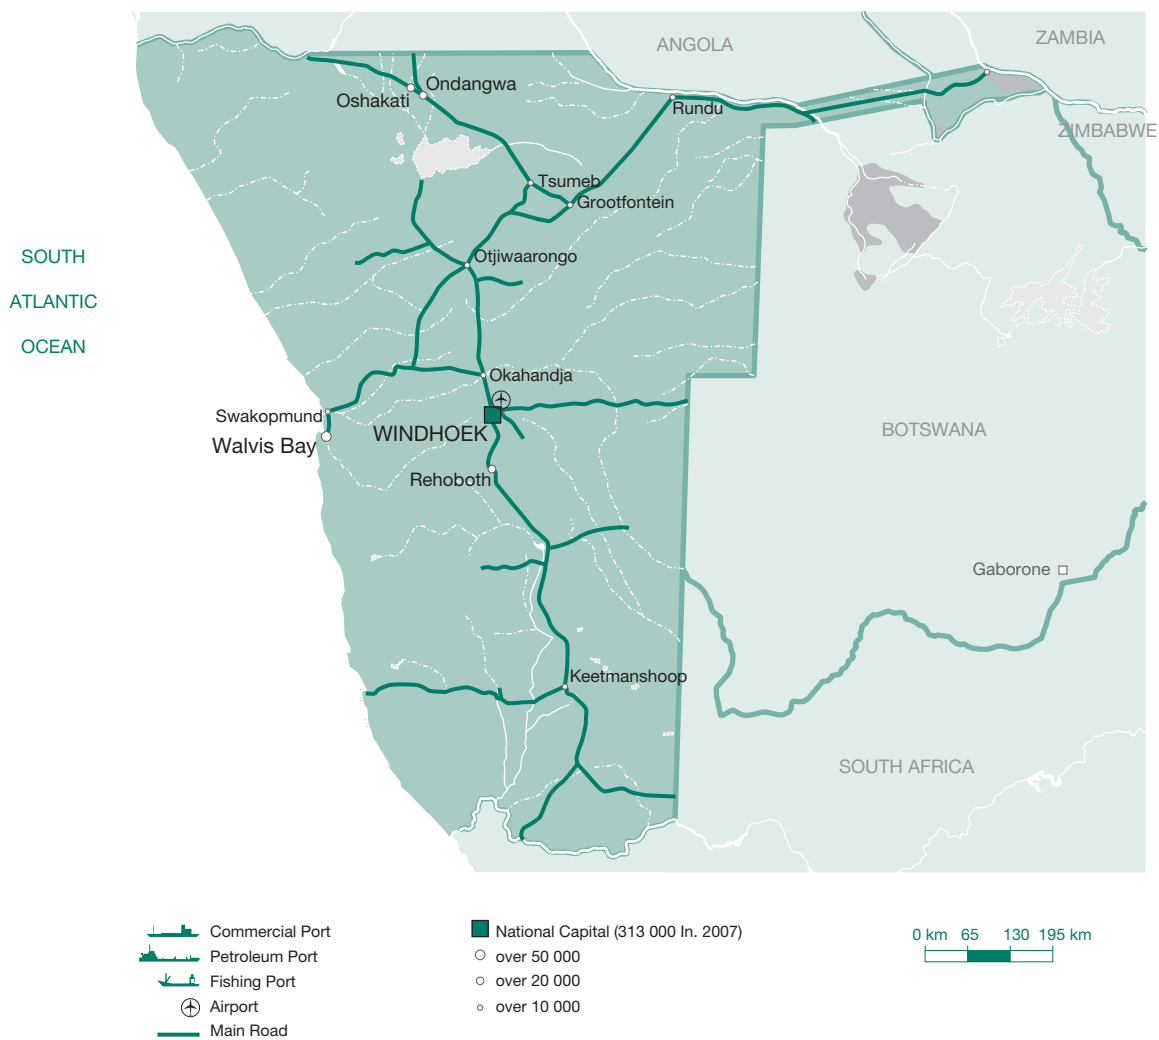 ANGOLA
ZAMBIA
Ondangwa
Oshakati
Rundu
ZIMBABWE
Tsumeb
Grootfontein
SOUTH
ATLANTIC
OCEAN
Otjiwaarongo
Okahandja
Swakopmund
WINDHOEK
Walvis Bay
BOTSWANA
Rehoboth
Gaborone
Keetmanshoop
SOUTH AFRICA
Commercial Port
Petroleum Port
Fishing Port
Airport
Main Road
National Capital (313 000 In. 2007)
over 50 000
over 20 000
over 10 000
0 km 65 130 195 km